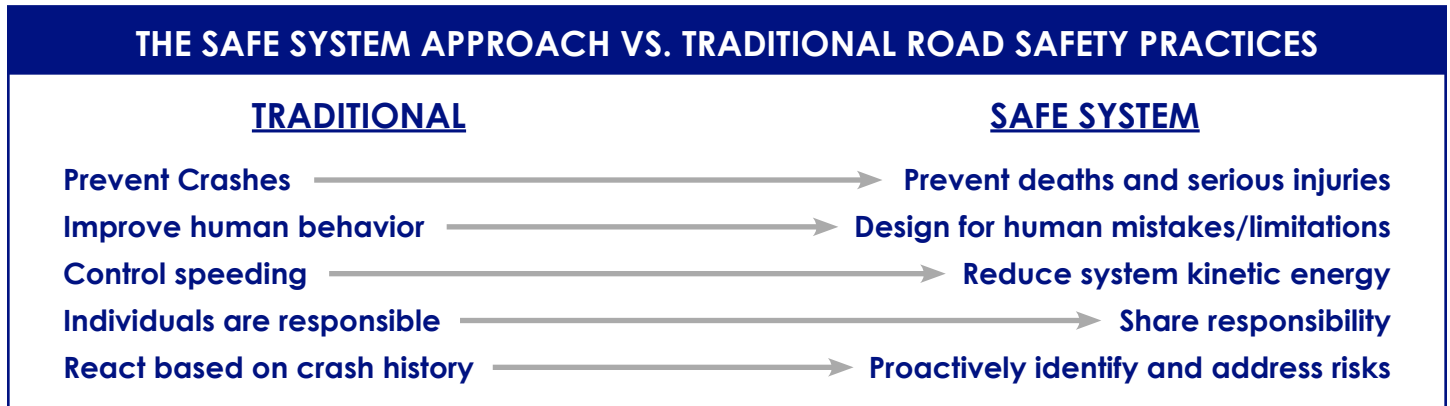 THE SAFE SYSTEM APPROACH VS. TRADITIONAL ROAD SAFETY PRACTICES
TRADITIONAL SAFE SYSTEM
Prevent Crashes Prevent deaths and serious injuries
Improve human behavior Design for human mistakes/limitations
Control speeding Reduce system kinetic energy
Individuals are responsible Share responsibility
React based on crash history Proactively identify and address risks